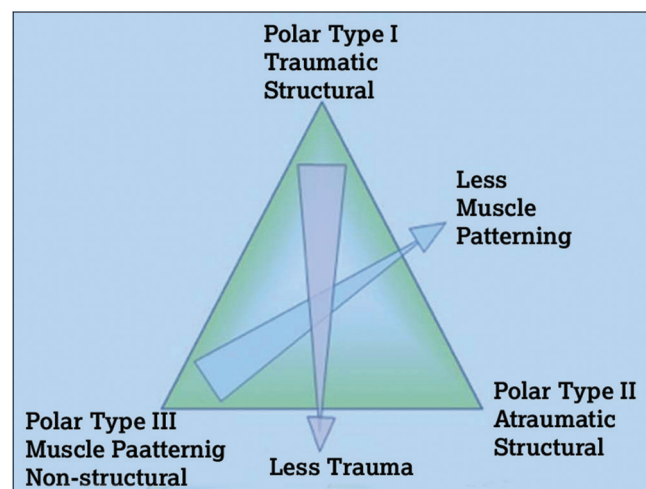 Polar Type I
Traumatic
Structural
Less
Muscle
Patterning
Polar Type II
Atraumatic
Structural
Polar Type III
Muscle Paatternig
Non-structural
Less Trauma